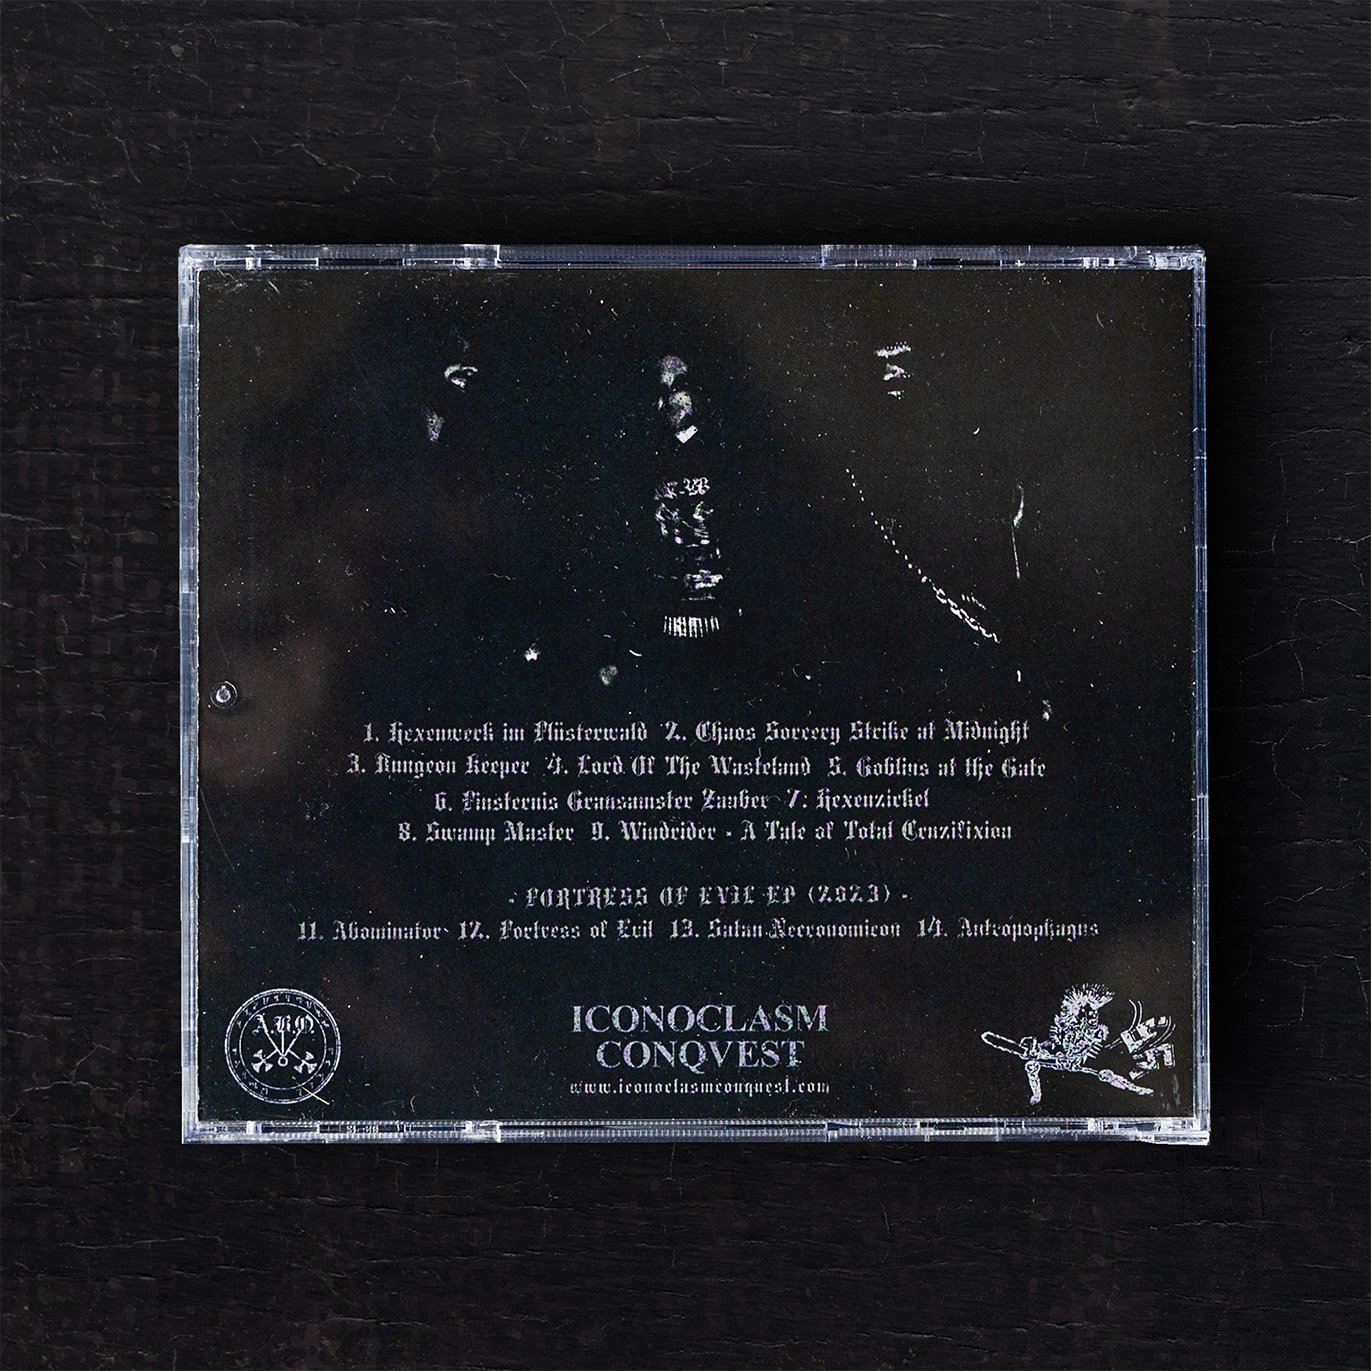 1. Hexenwerk im Flüsterwald 2. Chaos Sorcery Strike at Midnight
3. Dungeon Keeper 4. Lord Of The Wasteland 5. Goblins at the Gate
6. Finsternis Grausamster Zauber 7. Hexenzirkel
8. Swamp Master 9. Windrider - A Tale of Total Cruzifixion
- FORTRESS OF EVIL EP (2023) -
11. Abominator 12. Fortress of Evil 13. Satan Necronomicon 14. Antropophagus
A.B.O.
ICONOCLASM
CONQVEST
www.iconoclasmconquest.com